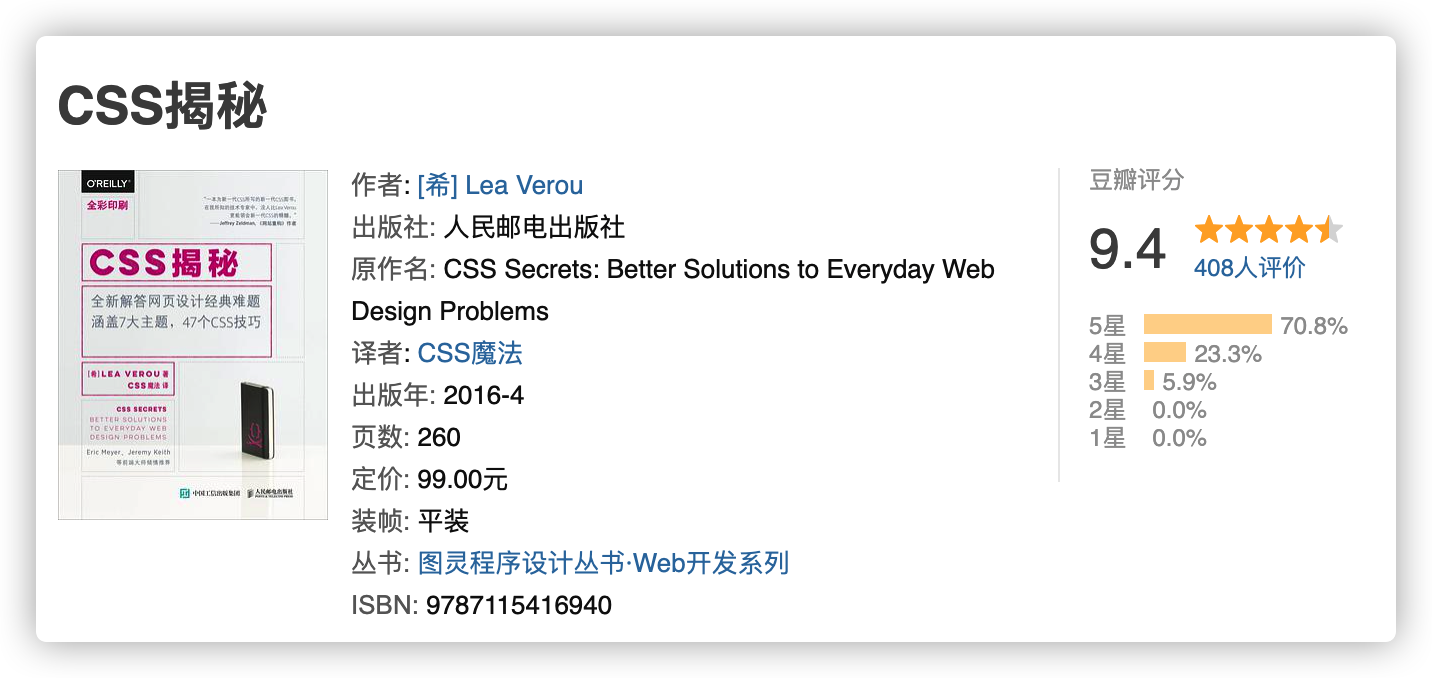 CSS揭秘
O'REILLY
全彩印刷
"一本为新一代CSS所写的新一代CSS图书。
在我所知的技术专家中，没人比Lea Verou
更能领会新一代CSS的精髓。"
——Jeffrey Zeldman，《网站重构》作者
CSS揭秘
全新解答网页设计经典难题
涵盖7大主题，47个CSS技巧
[希] LEA VEROU 著
CSS魔法 译
CSS SECRETS
BETTER SOLUTIONS
TO EVERYDAY WEB
DESIGN PROBLEMS
Eric Meyer、Jeremy Keith
等前端大师倾情推荐
中国工信出版集团
人民邮电出版社
POSTS & TELECOM PRESS
作者: [希] Lea Verou
出版社: 人民邮电出版社
原作名: CSS Secrets: Better Solutions to Everyday Web
Design Problems
译者: CSS魔法
出版年: 2016-4
页数: 260
定价: 99.00元
装帧: 平装
丛书: 图灵程序设计丛书·Web开发系列
ISBN: 9787115416940
豆瓣评分
9.4
408人评价
5星 70.8%
4星 23.3%
3星 5.9%
2星 0.0%
1星 0.0%